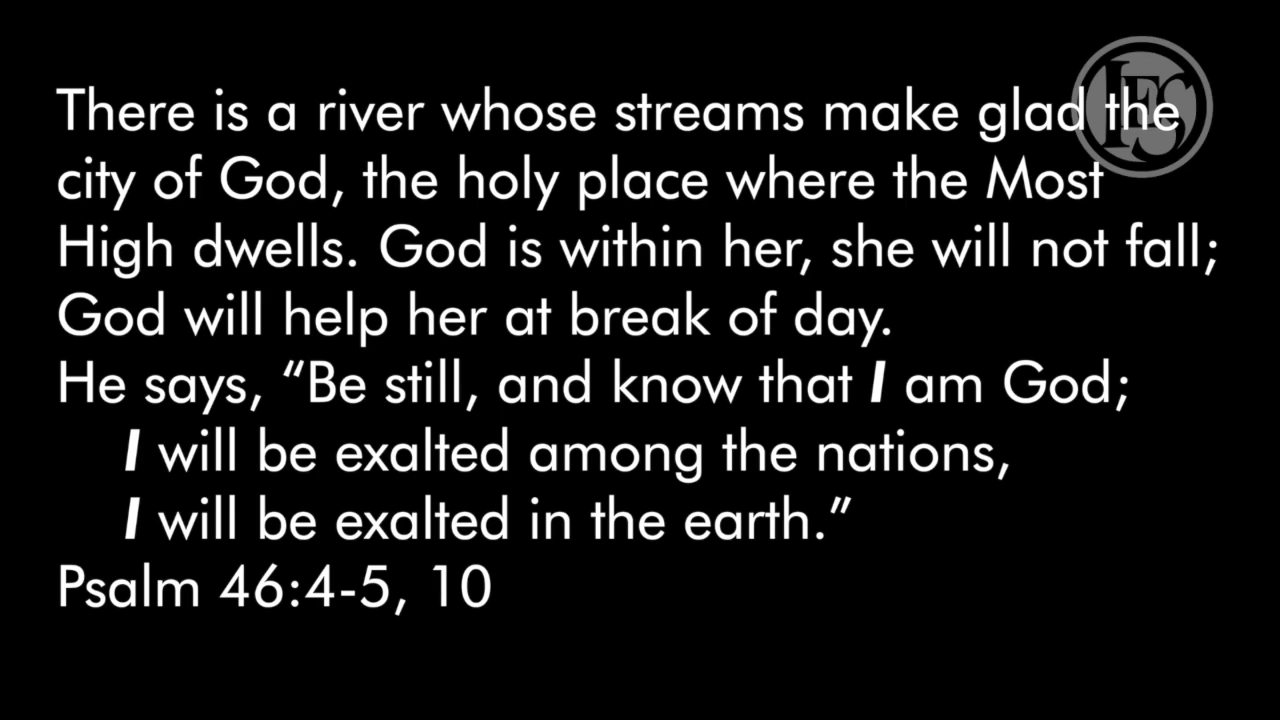 There is a river whose streams make glad the
city of God, the holy place where the Most
High dwells. God is within her, she will not fall;
God will help her at break of day.
He says, “Be still, and know that I am God;
I will be exalted among the nations,
I will be exalted in the earth.”
Psalm 46:4-5, 10